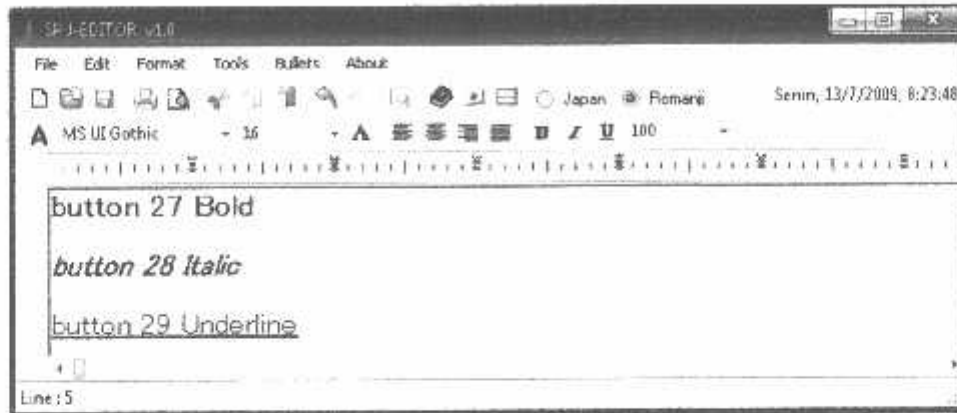 SPJ-EDITOR v1.0
File Edit Format Tools Bullets About
Japan Romanji Senin, 13/7/2009, 8:23:48
MS UI Gothic 16 A B I U 100
button 27 Bold
button 28 Italic
button 29 Underline
Line : 5